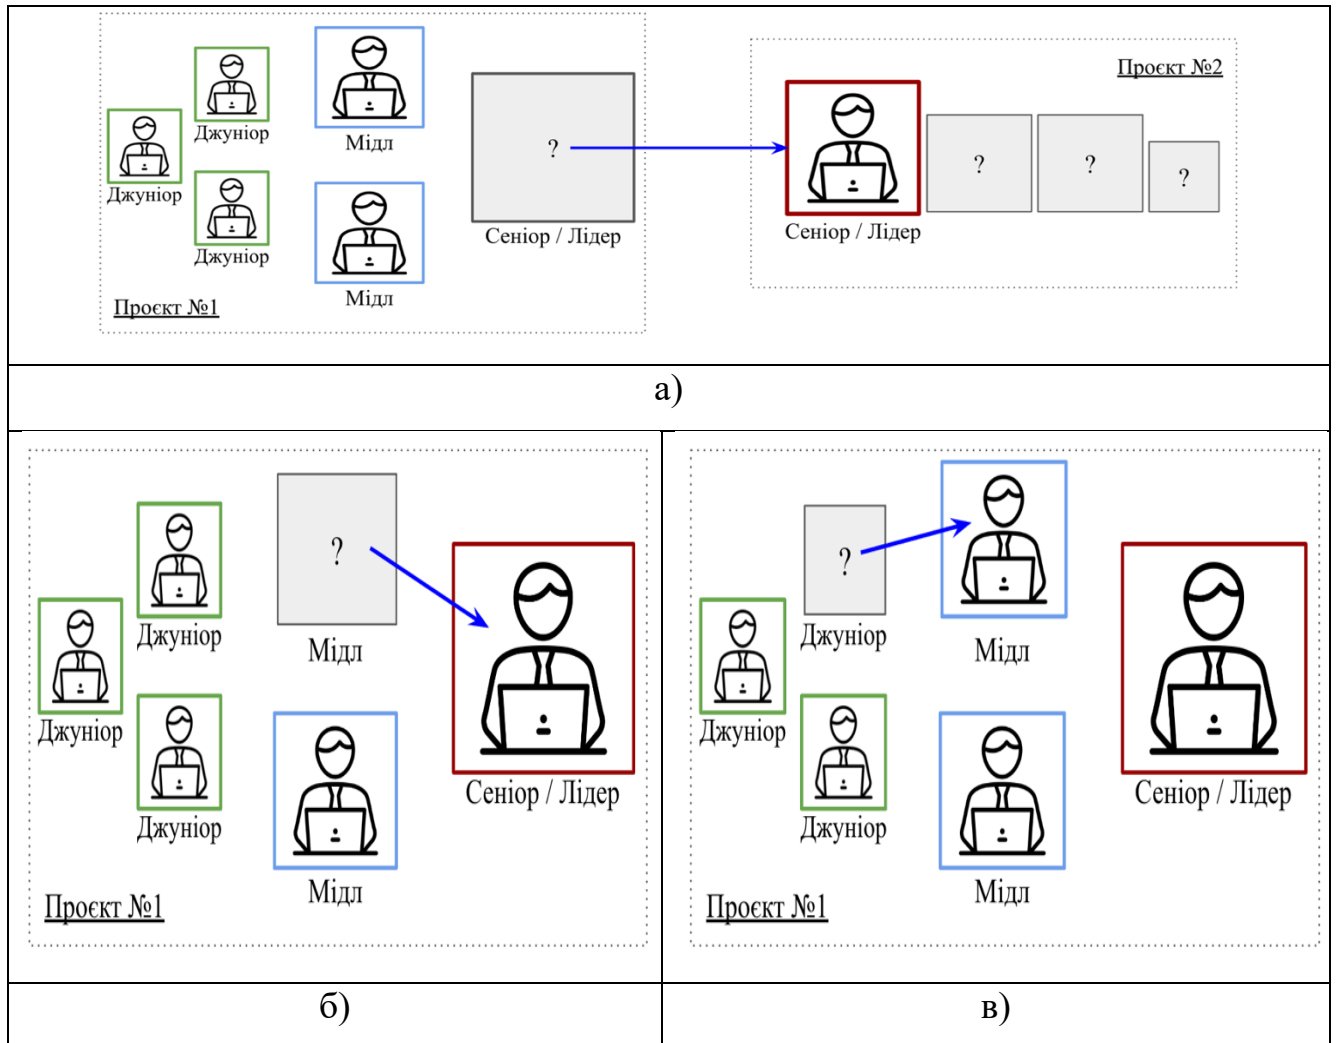 Джуніор
Мідл
Проєкт №2
Джуніор
?
?
?
?
Джуніор
Мідл
Сеніор / Лідер
Сеніор / Лідер
Проєкт №1
а)
?
Джуніор
Мідл
Джуніор
Джуніор
Сеніор / Лідер
Мідл
Проєкт №1
?
Джуніор
Мідл
Джуніор
Джуніор
Сеніор / Лідер
Мідл
Проєкт №1
б)
в)